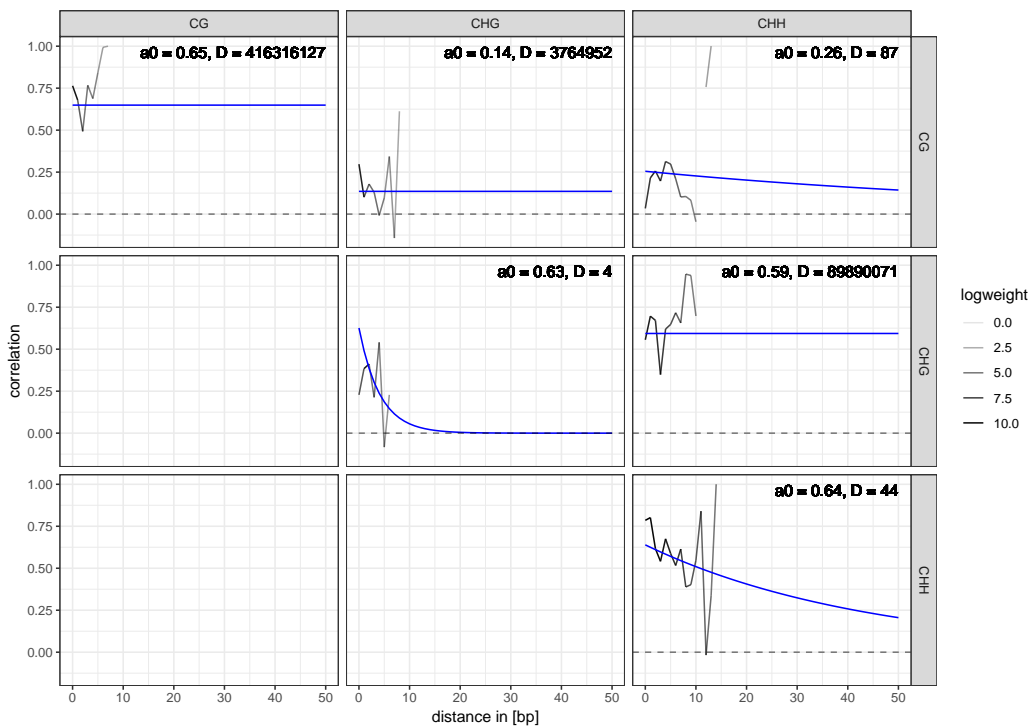 CG
CHG
CHH
a0 = 0.65, D = 416316127
a0 = 0.14, D = 3764952
a0 = 0.26, D = 87
1.00
0.75
0.50
0.25
0.00
CG
a0 = 0.63, D = 4
a0 = 0.59, D = 89890071
1.00
0.75
0.50
0.25
0.00
CHG
correlation
logweight
0.0
2.5
5.0
7.5
10.0
a0 = 0.64, D = 44
1.00
0.75
0.50
0.25
0.00
CHH
0 10 20 30 40 50 0 10 20 30 40 50 0 10 20 30 40 50
distance in [bp]